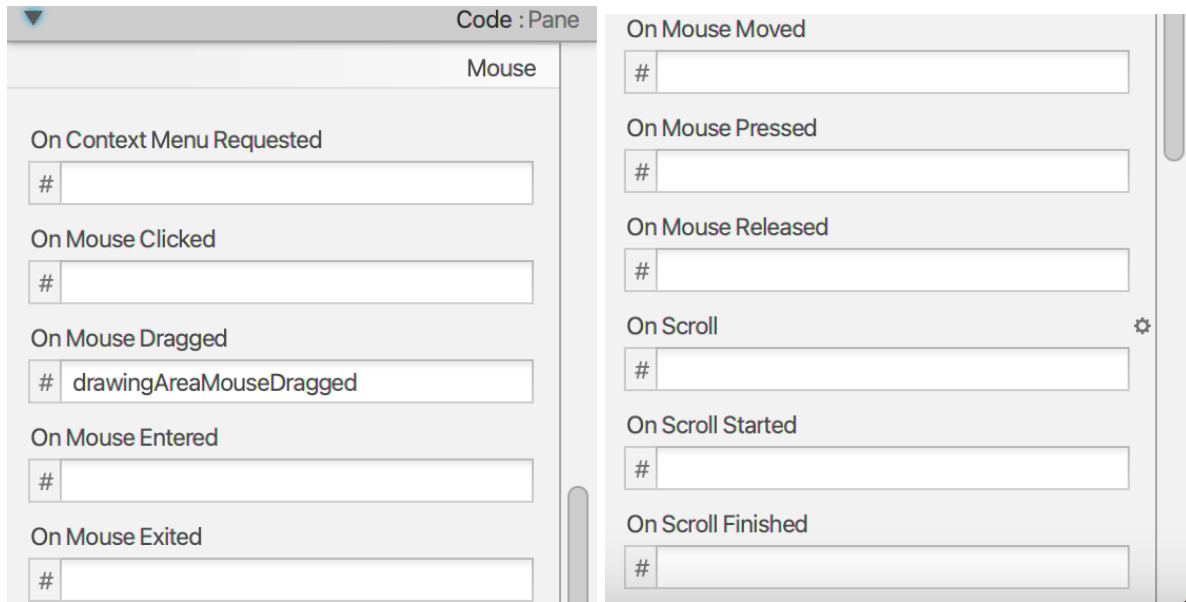 Code : Pane
Mouse
On Context Menu Requested
#
On Mouse Clicked
#
On Mouse Dragged
# drawingAreaMouseDragged
On Mouse Entered
#
On Mouse Exited
#
On Mouse Moved
#
On Mouse Pressed
#
On Mouse Released
#
On Scroll
#
On Scroll Started
#
On Scroll Finished
#